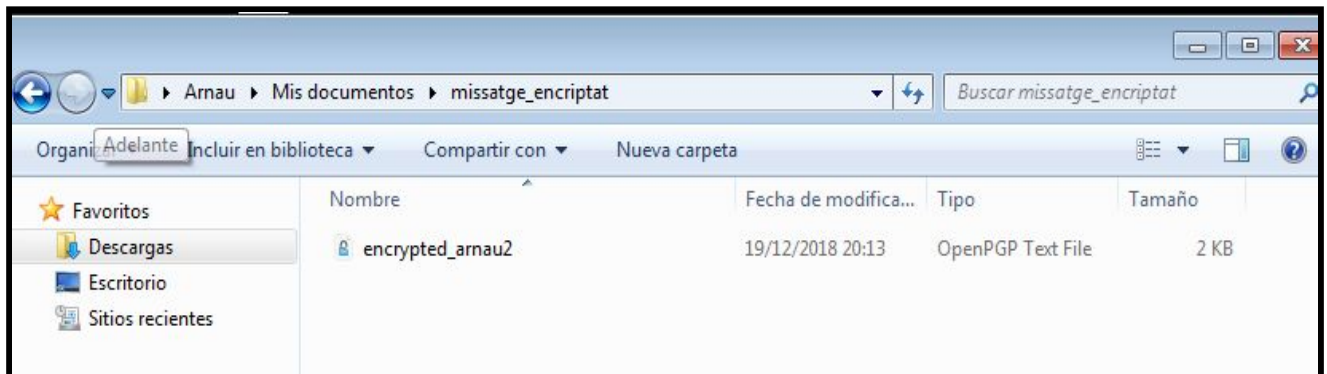 Arnau Mis documentos missatge_encriptat Buscar missatge_encriptat
Adelante
Incluir en biblioteca Compartir con Nueva carpeta
Favoritos Nombre Fecha de modifica... Tipo Tamaño
Descargas encrypted_arnau2 19/12/2018 20:13 OpenPGP Text File 2 KB
Escritorio
Sitios recientes